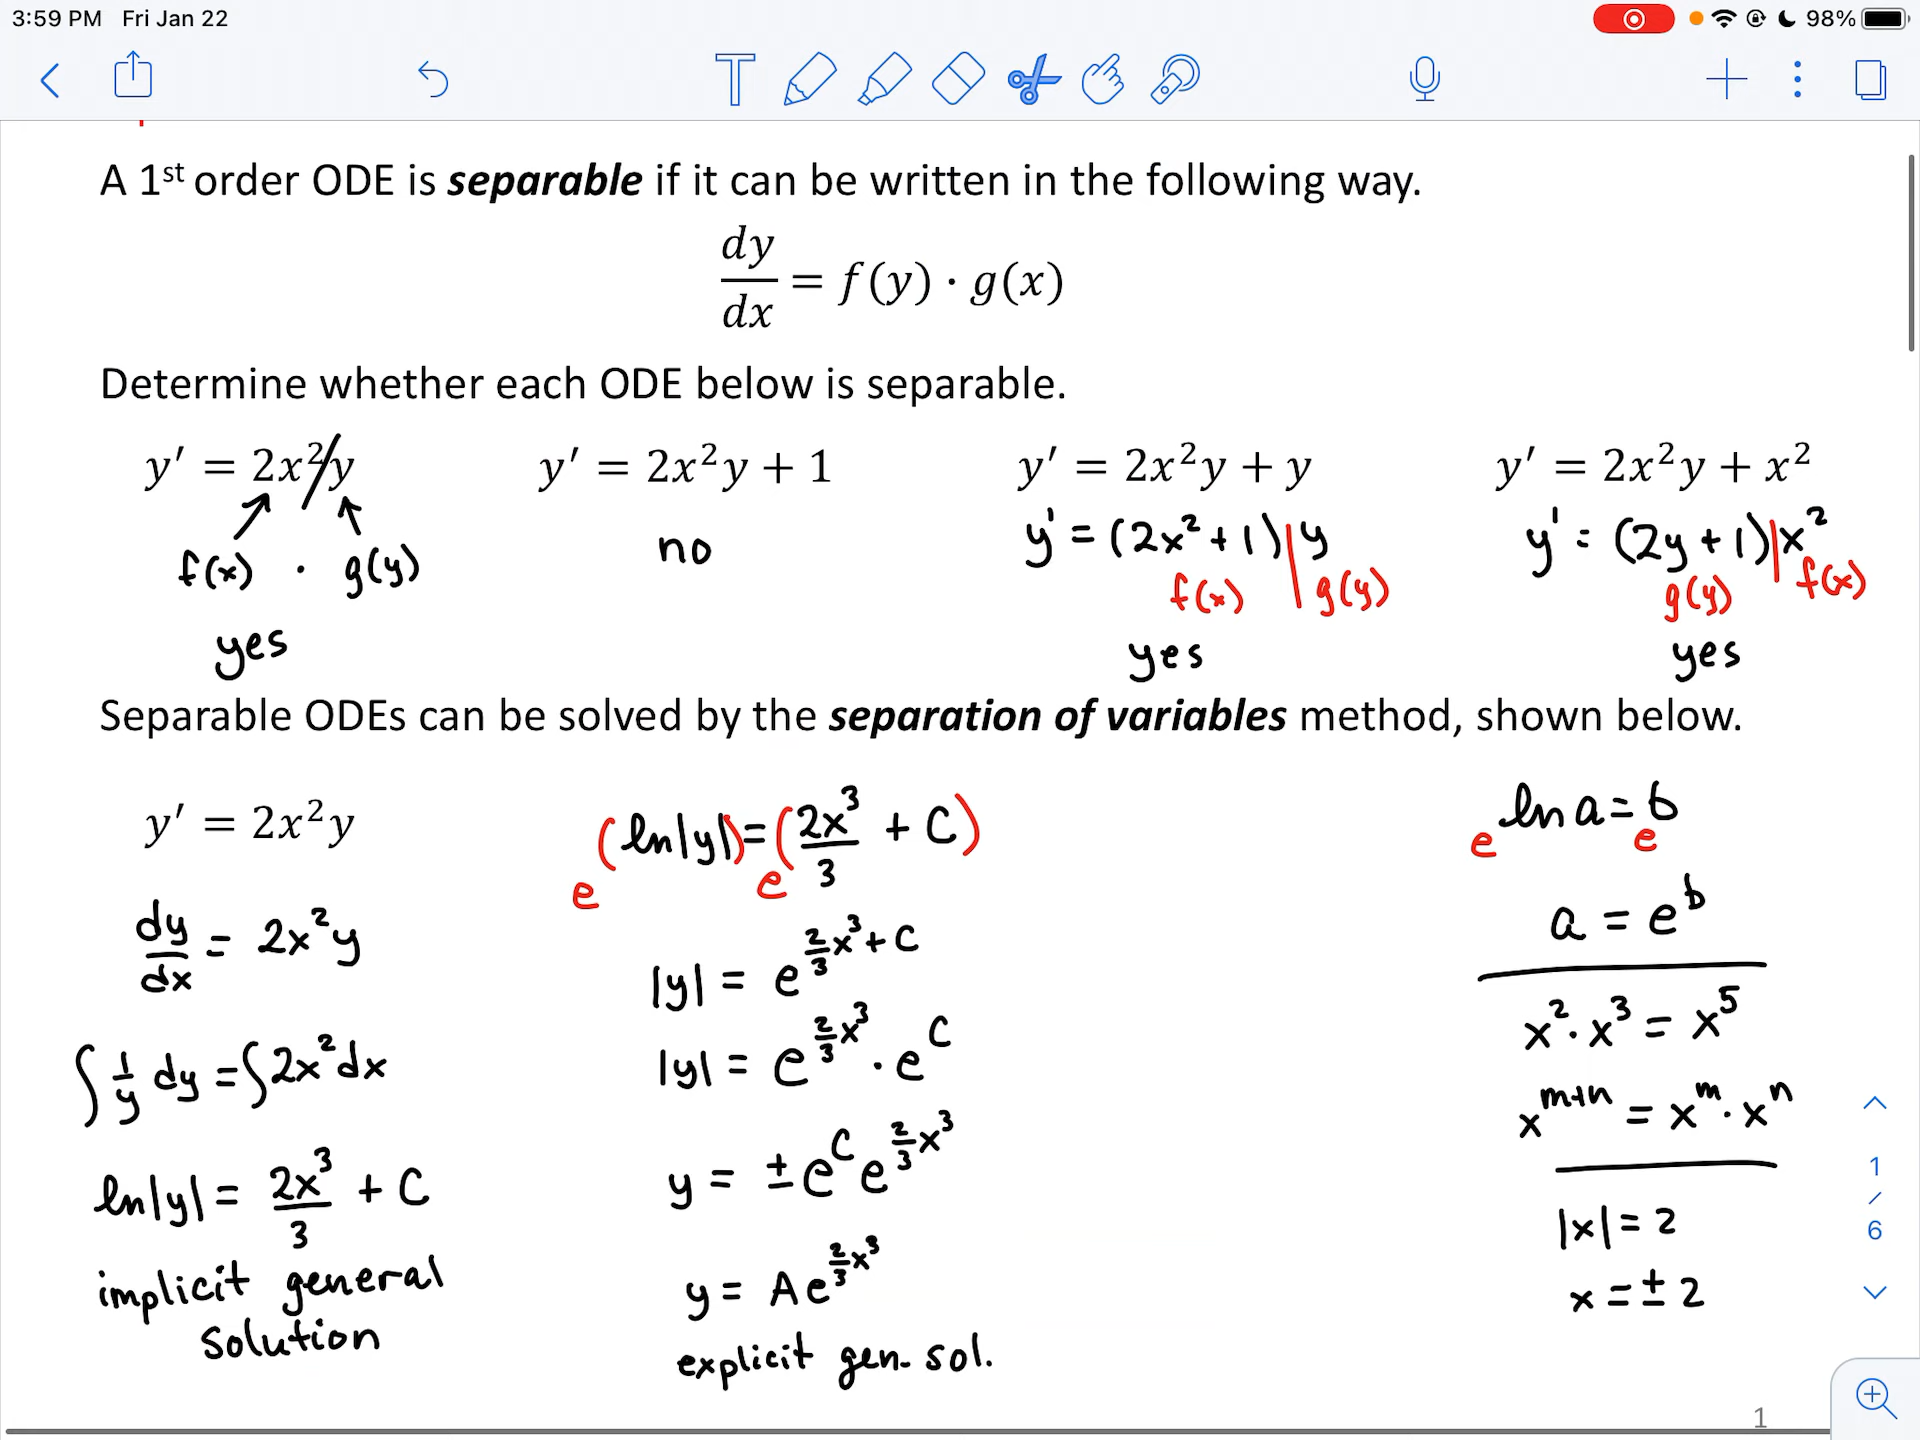 3:59 PM Fri Jan 22
98%
A 1st order ODE is separable if it can be written in the following way.
dy/dx = f(y) · g(x)
Determine whether each ODE below is separable.
y′ = 2x²y
f(x) · g(y)
yes
y′ = 2x²y + 1
no
y′ = 2x²y + y
y' = (2x² + 1) | y
f(x) | g(y)
yes
y′ = 2x²y + x²
y' = (2y + 1) | x²
g(y) f(x)
yes
Separable ODEs can be solved by the separation of variables method, shown below.
y′ = 2x²y
dy/dx = 2x²y
∫ 1/y dy = ∫ 2x² dx
ln|y| = 2x³/3 + C
implicit general
solution
e^(ln|y|) = e^(2x³/3 + C)
|y| = e^(2/3 x³ + C)
|y| = e^(2/3 x³) · e^C
y = ± e^C e^(2/3 x³)
y = A e^(2/3 x³)
explicit gen. sol.
e ln a = b e
a = e^b
x² · x³ = x⁵
x^(m+n) = x^m · x^n
|x| = 2
x = ± 2
1
/
6
1